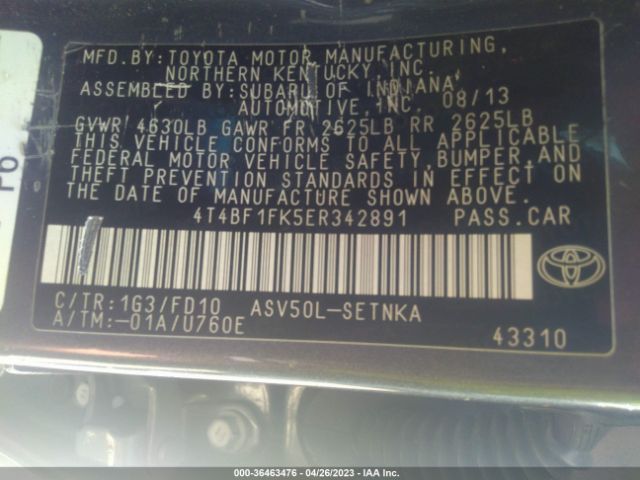 MFD.BY: TOYOTA MOTOR MANUFACTURING,
NORTHERN KENTUCKY, INC.
ASSEMBLED BY: SUBARU OF INDIANA
AUTOMOTIVE, INC. 08/13
GVWR 4630LB GAWR FR 2625LB RR 2625LB
THIS VEHICLE CONFORMS TO ALL APPLICABLE
FEDERAL MOTOR VEHICLE SAFETY, BUMPER, AND
THEFT PREVENTION STANDARDS IN EFFECT ON
THE DATE OF MANUFACTURE SHOWN ABOVE.
4T4BF1FK5ER342891 PASS.CAR
C/TR:1G3/FD10 ASV50L-SETNKA
A/TM:-01A/U760E
43310
TOYOTA
000-36463476 - 04/26/2023 - IAA Inc.